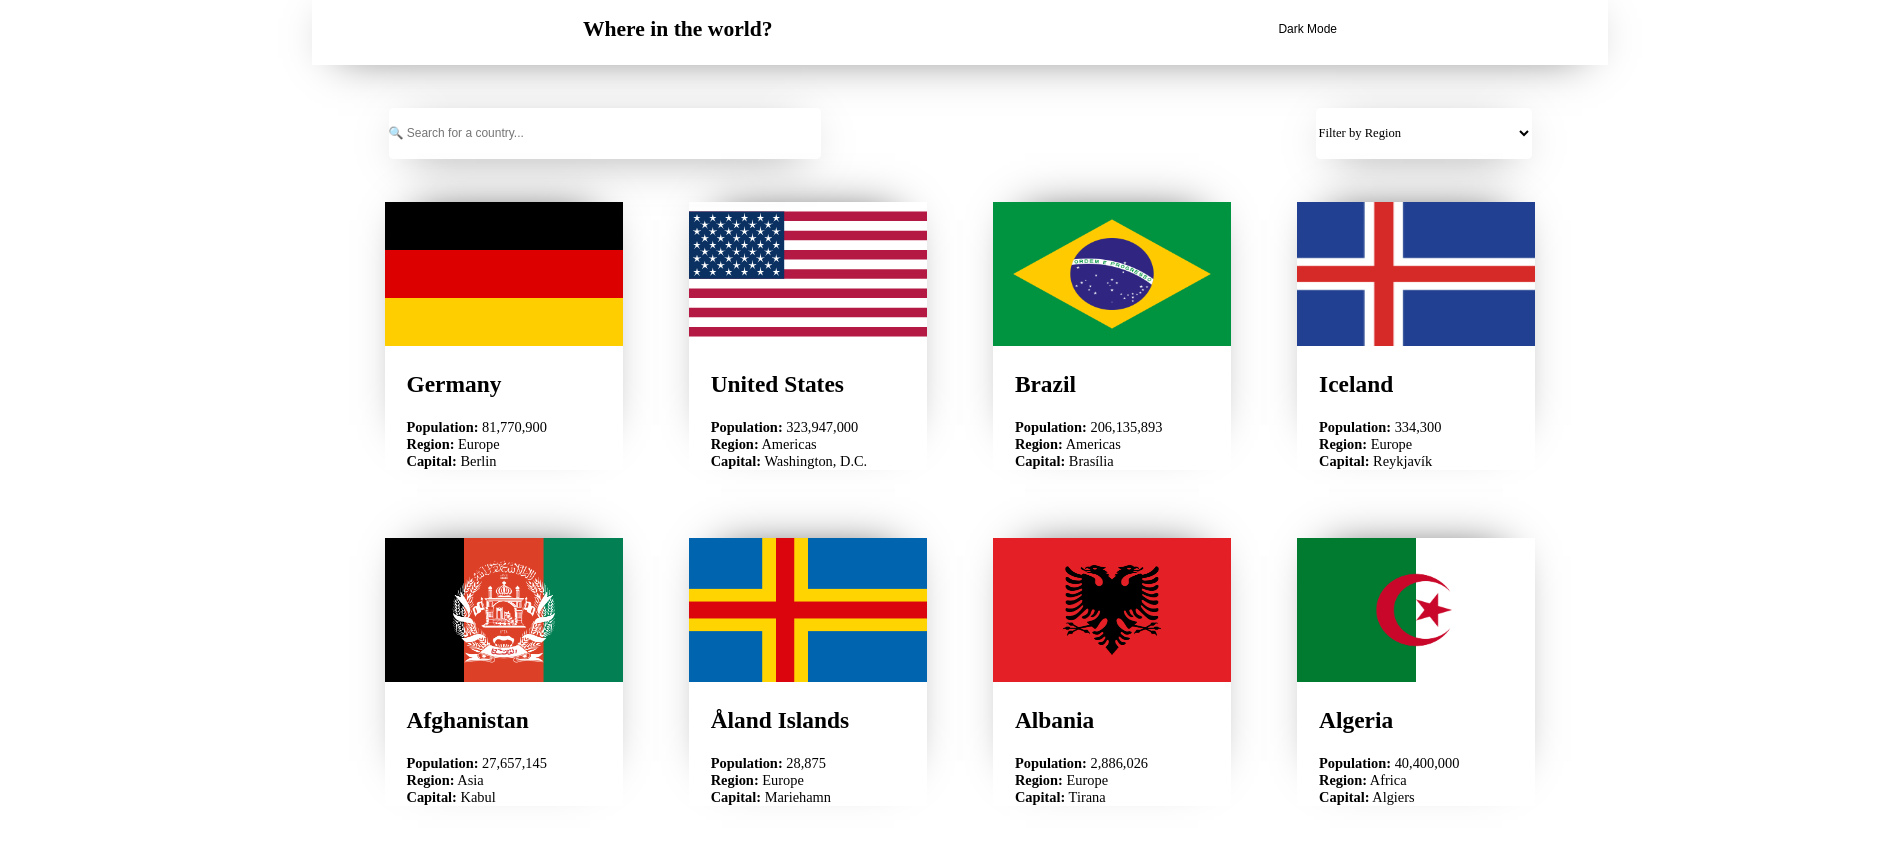 Where in the world?
Dark Mode
🔍 Search for a country...
Filter by Region
Germany
Population: 81,770,900
Region: Europe
Capital: Berlin
United States
Population: 323,947,000
Region: Americas
Capital: Washington, D.C.
ORDEM E PROGRESSO
Brazil
Population: 206,135,893
Region: Americas
Capital: Brasília
Iceland
Population: 334,300
Region: Europe
Capital: Reykjavík
Afghanistan
Population: 27,657,145
Region: Asia
Capital: Kabul
Åland Islands
Population: 28,875
Region: Europe
Capital: Mariehamn
Albania
Population: 2,886,026
Region: Europe
Capital: Tirana
Algeria
Population: 40,400,000
Region: Africa
Capital: Algiers